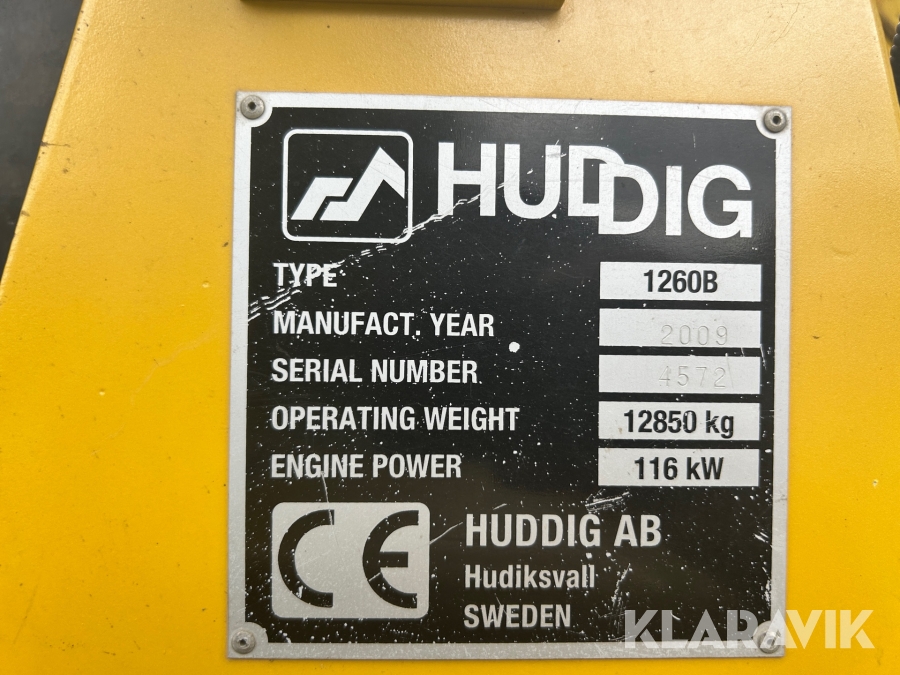 HUDDIG
TYPE 1260B
MANUFACT. YEAR 2009
SERIAL NUMBER 4572
OPERATING WEIGHT 12850 kg
ENGINE POWER 116 kW
CE HUDDIG AB
Hudiksvall
SWEDEN
KLARAVIK